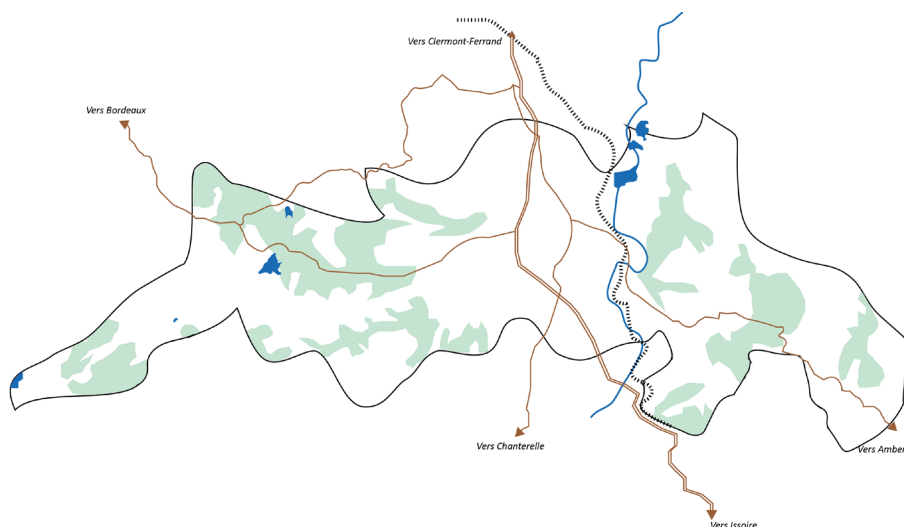 Vers Clermont-Ferrand
Vers Bordeaux
Vers Chanterelle
Vers Amber
Vers Issoire